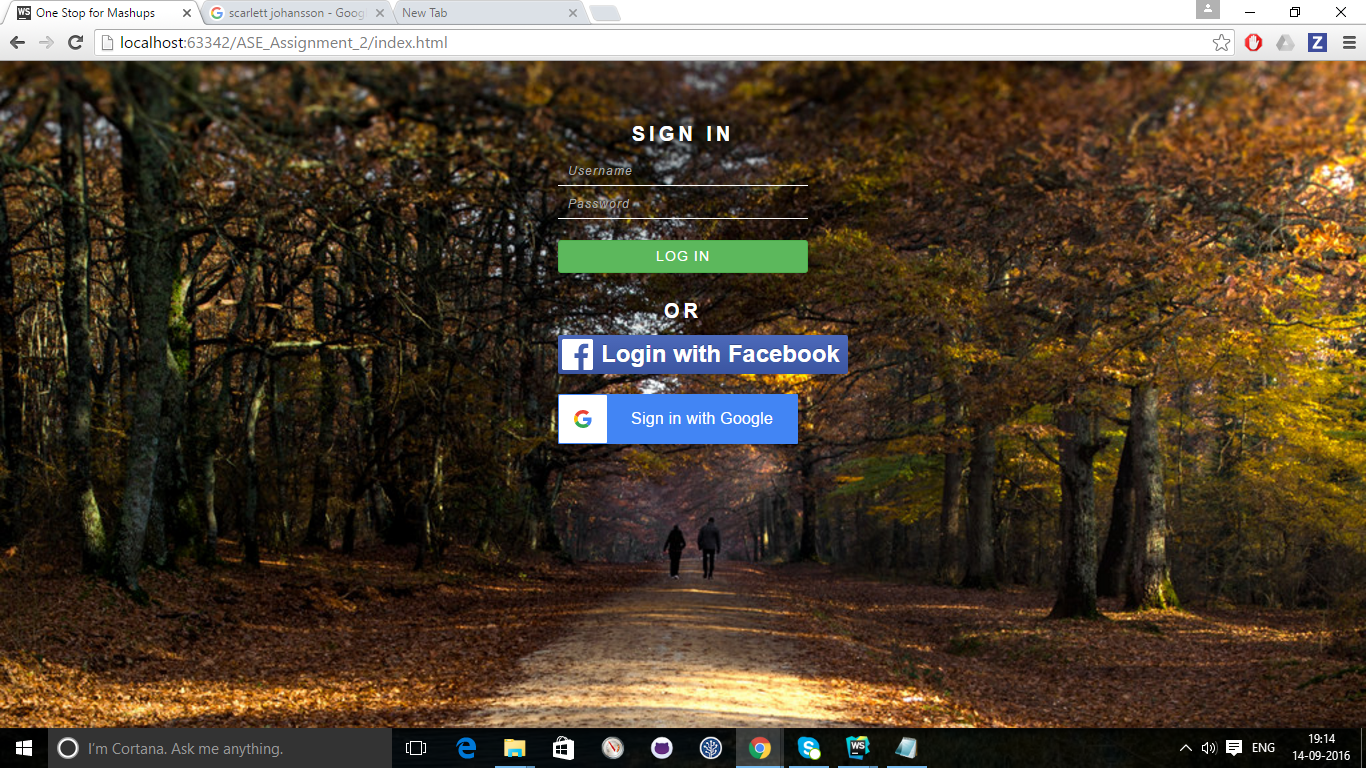 WS One Stop for Mashups
scarlett johansson - Goog
New Tab
localhost:63342/ASE_Assignment_2/index.html
Z
SIGN IN
Username
Password
LOG IN
OR
f Login with Facebook
G Sign in with Google
I'm Cortana. Ask me anything.
WS
ENG
19:14
14-09-2016